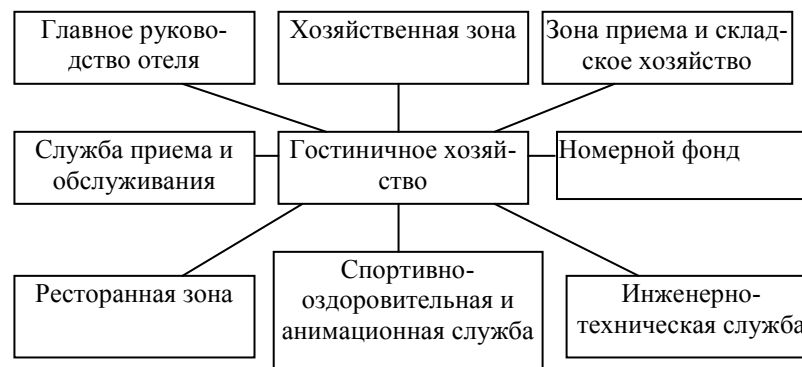 Главное руково-
дство отеля
Хозяйственная зона
Зона приема и склад-
ское хозяйство
Служба приема и
обслуживания
Гостиничное хозяй-
ство
Номерной фонд
Ресторанная зона
Спортивно-
оздоровительная и
анимационная служба
Инженерно-
техническая служба